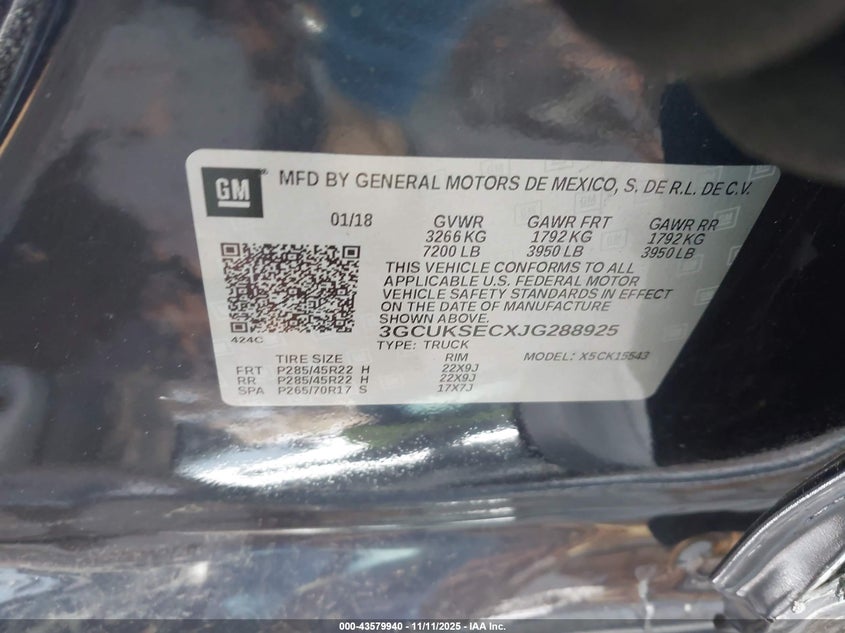 GM
MFD BY GENERAL MOTORS DE MEXICO, S. DE R.L. DE C.V.
01/18 GVWR GAWR FRT GAWR RR
3266 KG 1792 KG 1792 KG
7200 LB 3950 LB 3950 LB
THIS VEHICLE CONFORMS TO ALL
APPLICABLE U.S. FEDERAL MOTOR
VEHICLE SAFETY STANDARDS IN EFFECT
ON THE DATE OF MANUFACTURE
SHOWN ABOVE.
3GCUKSECXJG288925
424C
TYPE: TRUCK MODEL: X5CK15543
TIRE SIZE RIM
FRT P285/45R22 H 22X9J
RR P285/45R22 H 22X9J
SPA P265/70R17 S 17X7J
000-43579940 - 11/11/2025 - IAA Inc.